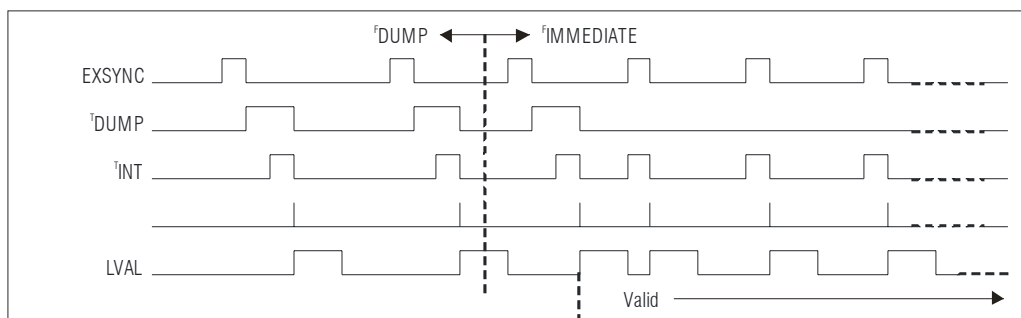 FDUMP FIMMEDIATE
EXSYNC
TDUMP
TINT
LVAL
Valid